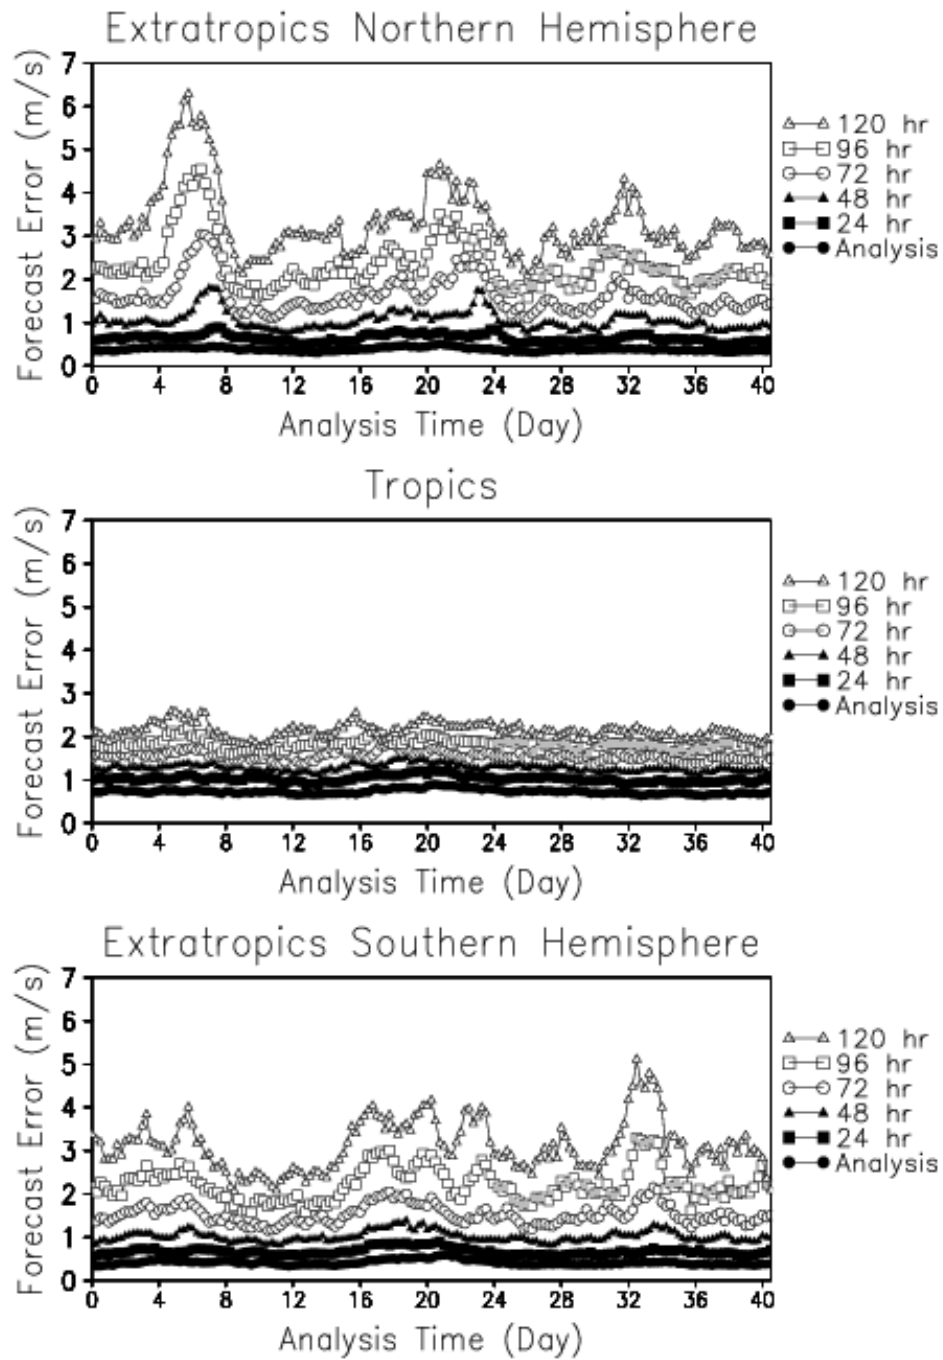 Extratropics Northern Hemisphere
Forecast Error (m/s)
7
6
5
4
3
2
1
0
0 4 8 12 16 20 24 28 32 36 40
Analysis Time (Day)
120 hr
96 hr
72 hr
48 hr
24 hr
Analysis
Tropics
Forecast Error (m/s)
7
6
5
4
3
2
1
0
0 4 8 12 16 20 24 28 32 36 40
Analysis Time (Day)
120 hr
96 hr
72 hr
48 hr
24 hr
Analysis
Extratropics Southern Hemisphere
Forecast Error (m/s)
7
6
5
4
3
2
1
0
0 4 8 12 16 20 24 28 32 36 40
Analysis Time (Day)
120 hr
96 hr
72 hr
48 hr
24 hr
Analysis